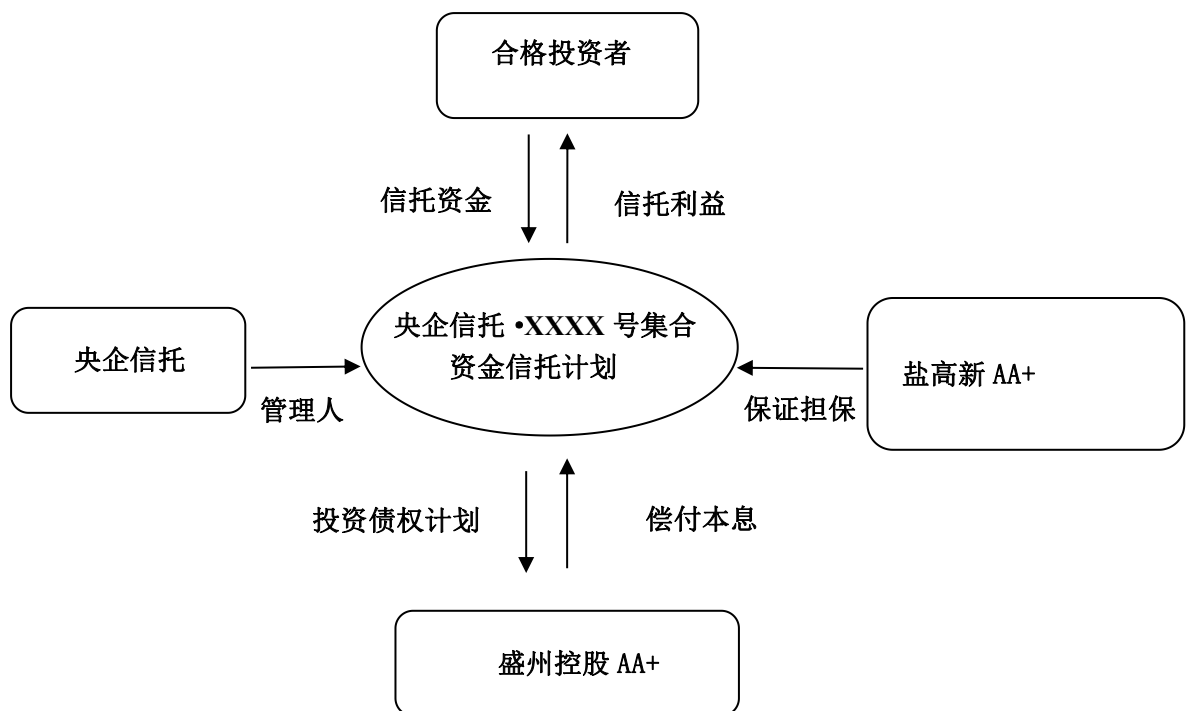 合格投资者
信托资金
信托利益
央企信托 •XXXX 号集合
资金信托计划
央企信托
管理人
盐高新 AA+
保证担保
投资债权计划
偿付本息
盛州控股 AA+